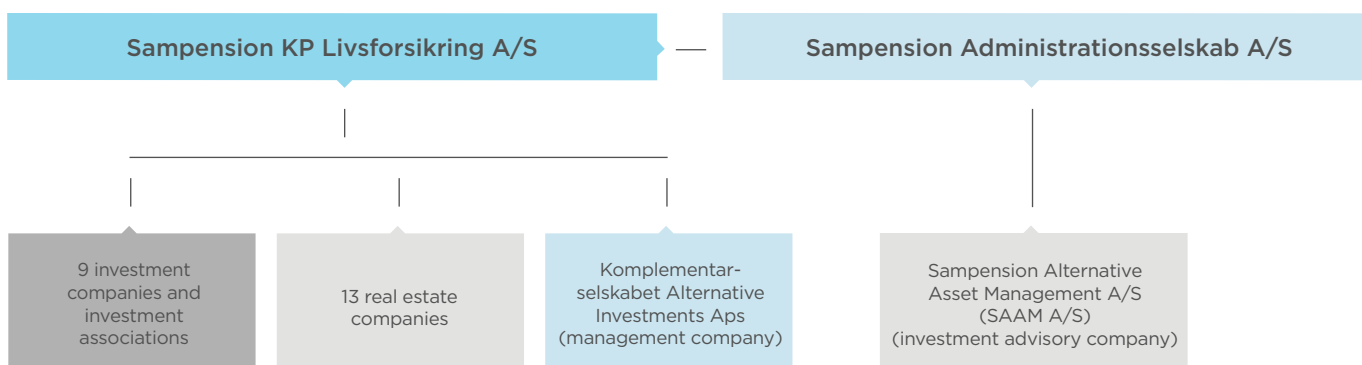 Sampension KP Livsforsikring A/S
Sampension Administrationsselskab A/S
9 investment
companies and
investment
associations
13 real estate
companies
Komplementar-
selskabet Alternative
Investments Aps
(management company)
Sampension Alternative
Asset Management A/S
(SAAM A/S)
(investment advisory company)